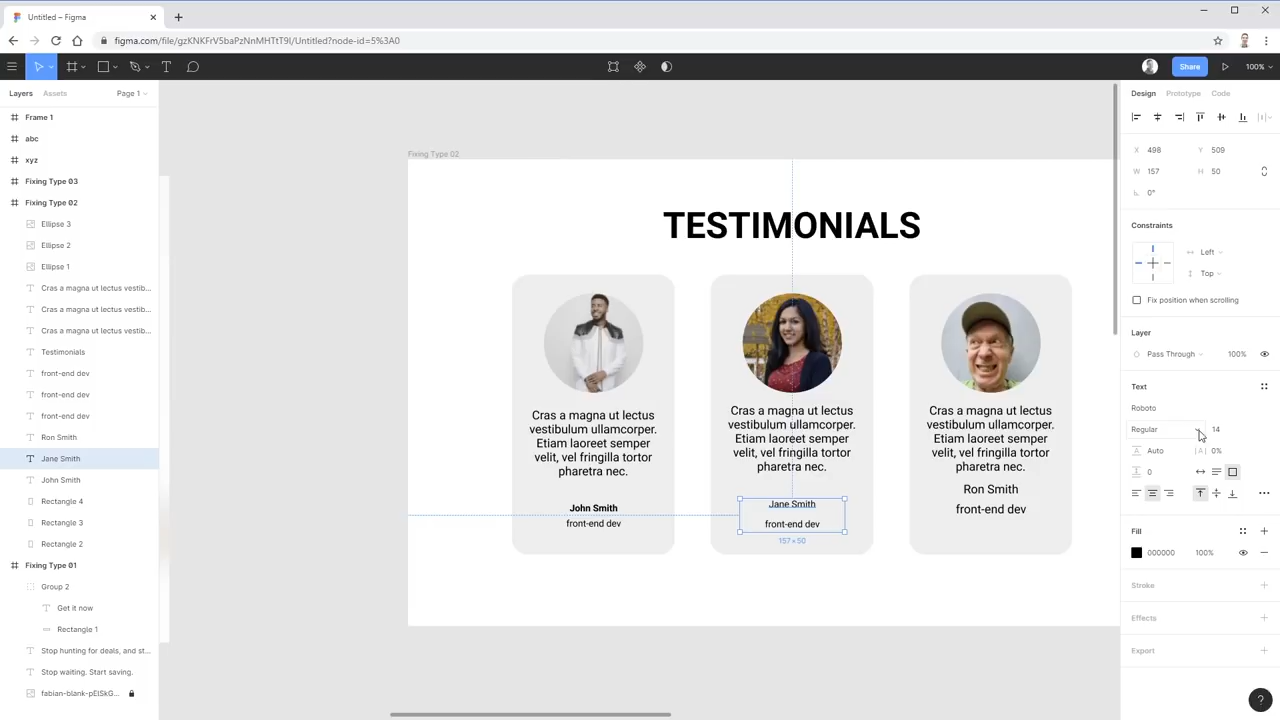 Untitled – Figma
figma.com/file/gzKNKFrV5baPzNnMHTtT9I/Untitled?node-id=5%3A0
Share
100%
Layers
Assets
Page 1
Design
Prototype
Code
Frame 1
abc
xyz
Fixing Type 03
Fixing Type 02
Ellipse 3
Ellipse 2
Ellipse 1
Cras a magna ut lectus vestib...
Cras a magna ut lectus vestib...
Cras a magna ut lectus vestib...
Testimonials
front-end dev
front-end dev
front-end dev
Ron Smith
Jane Smith
John Smith
Rectangle 4
Rectangle 3
Rectangle 2
Fixing Type 01
Group 2
Get it now
Rectangle 1
Stop hunting for deals, and st...
Stop waiting. Start saving.
fabian-blank-pElSkG...
Fixing Type 02
TESTIMONIALS
Cras a magna ut lectus
vestibulum ullamcorper.
Etiam laoreet semper
velit, vel fringilla tortor
pharetra nec.
John Smith
front-end dev
Cras a magna ut lectus
vestibulum ullamcorper.
Etiam laoreet semper
velit, vel fringilla tortor
pharetra nec.
Jane Smith
front-end dev
157 × 50
Cras a magna ut lectus
vestibulum ullamcorper.
Etiam laoreet semper
velit, vel fringilla tortor
pharetra nec.
Ron Smith
front-end dev
X 498 Y 509
W 157 H 50
0°
Constraints
Left
Top
Fix position when scrolling
Layer
Pass Through 100%
Text
Roboto
Regular 14
Auto |A| 0%
0
Fill
000000 100%
Stroke
Effects
Export
?